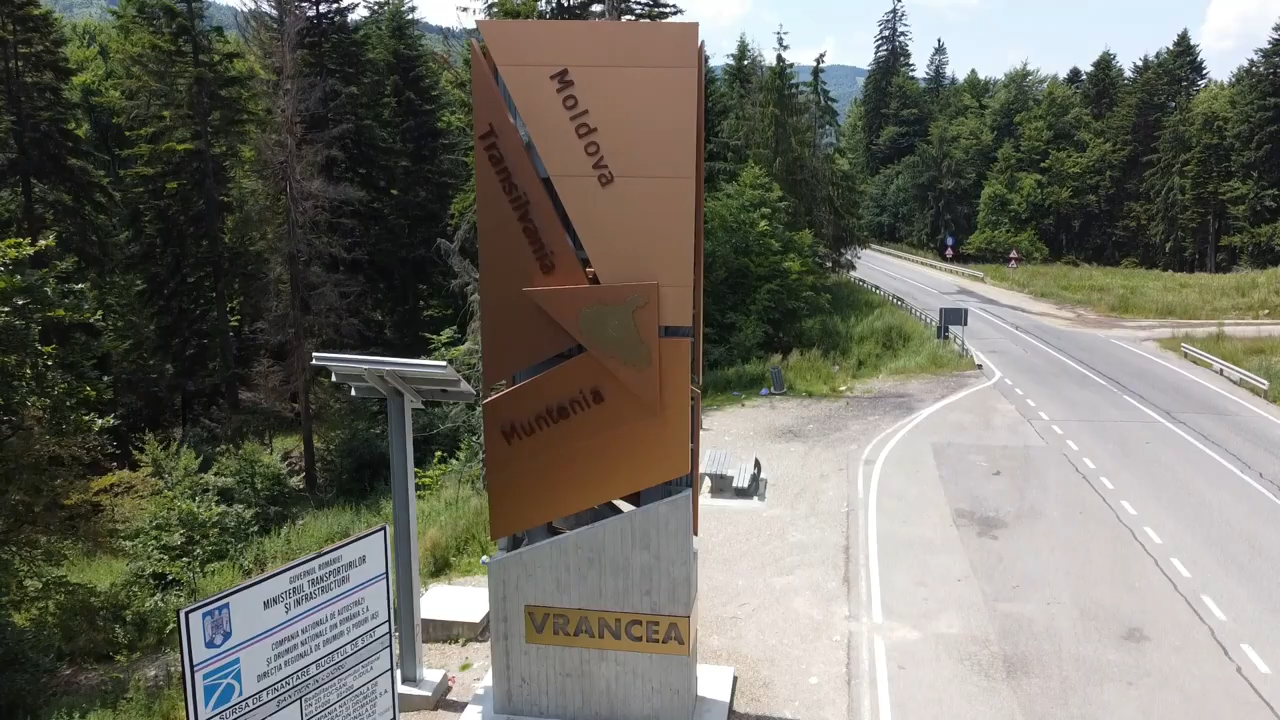 Moldova
Transilvania
Muntenia
VRANCEA
GUVERNUL ROMÂNIEI
MINISTERUL TRANSPORTURILOR
ȘI INFRASTRUCTURII
COMPANIA NAȚIONALĂ DE AUTOSTRĂZI
ȘI DRUMURI NAȚIONALE DIN ROMÂNIA S.A.
DIRECȚIA REGIONALĂ DE DRUMURI ȘI PODURI IAȘI
SURSA DE FINANȚARE: BUGETUL DE STAT